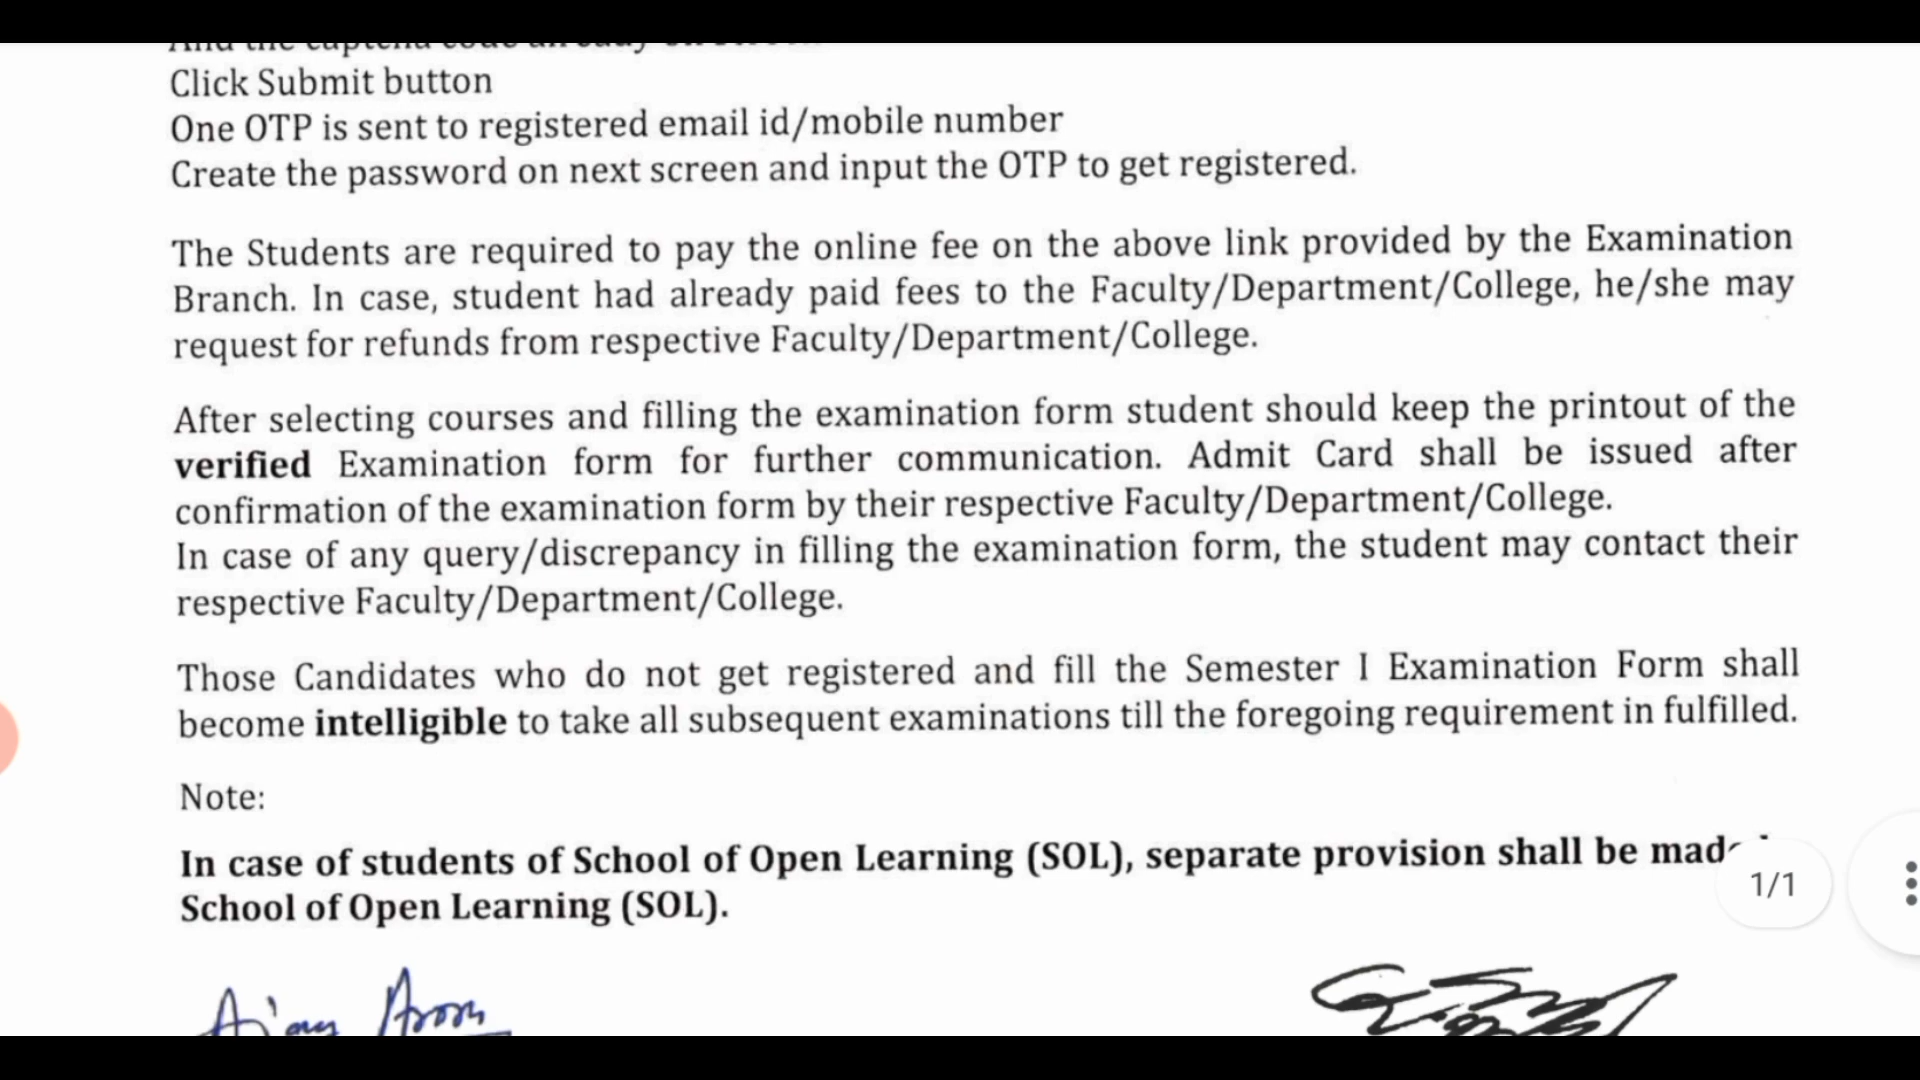 Click Submit button
One OTP is sent to registered email id/mobile number
Create the password on next screen and input the OTP to get registered.
The Students are required to pay the online fee on the above link provided by the Examination
Branch. In case, student had already paid fees to the Faculty/Department/College, he/she may
request for refunds from respective Faculty/Department/College.
After selecting courses and filling the examination form student should keep the printout of the
verified Examination form for further communication. Admit Card shall be issued after
confirmation of the examination form by their respective Faculty/Department/College.
In case of any query/discrepancy in filling the examination form, the student may contact their
respective Faculty/Department/College.
Those Candidates who do not get registered and fill the Semester I Examination Form shall
become intelligible to take all subsequent examinations till the foregoing requirement in fulfilled.
Note:
In case of students of School of Open Learning (SOL), separate provision shall be
School of Open Learning (SOL).
1/1